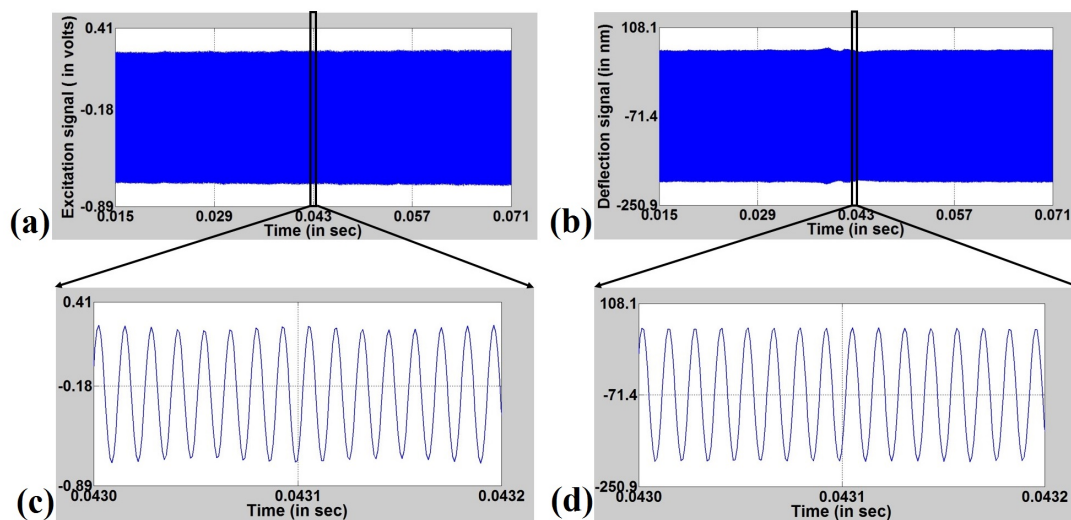 0.41
Excitation signal ( in volts)
-0.18
-0.89
0.015 0.029 0.043 0.057 0.071
Time (in sec)
(a)
108.1
Deflection signal (in nm)
-71.4
-250.9
0.015 0.029 0.043 0.057 0.071
Time (in sec)
(b)
0.41
-0.18
-0.89
0.0430 0.0431 0.0432
Time (in sec)
(c)
108.1
-71.4
-250.9
0.0430 0.0431 0.0432
Time (in sec)
(d)